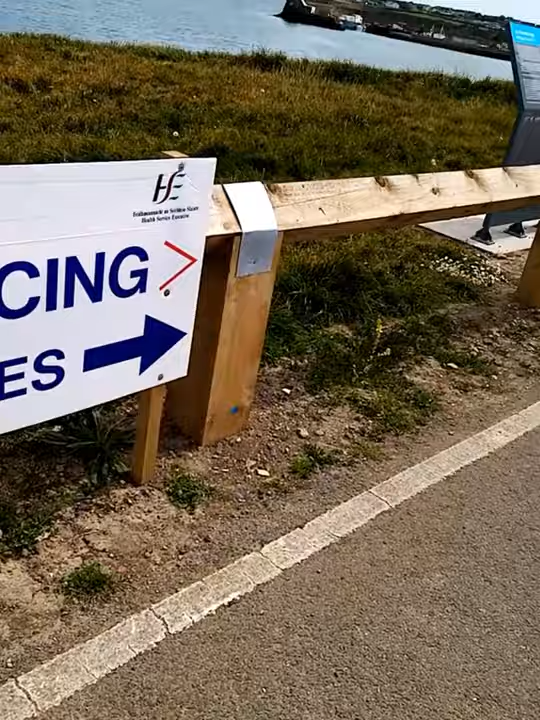 HSE
Feidhmeannacht na Seirbhíse Sláinte
Health Service Executive
CING >
ES